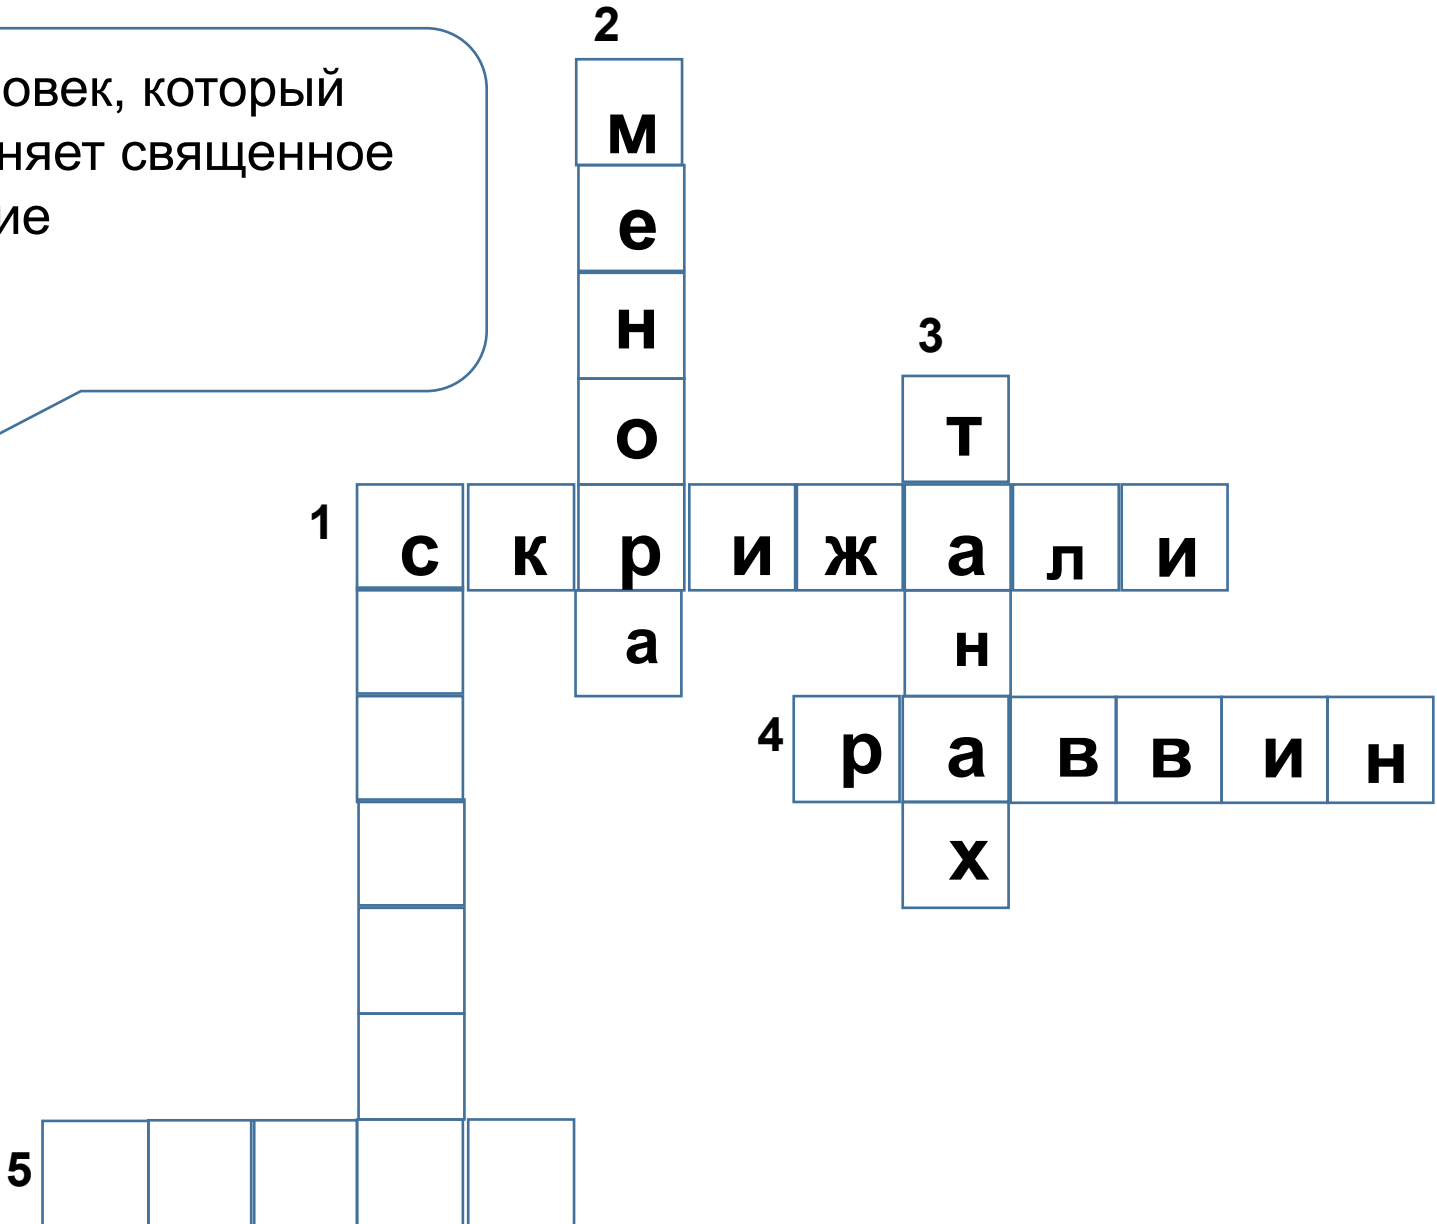 овек, который
няет священное
ие
2
м
е
н
о
3
т
1 с к р и ж а л и
а н
4 р а в в и н
х
5